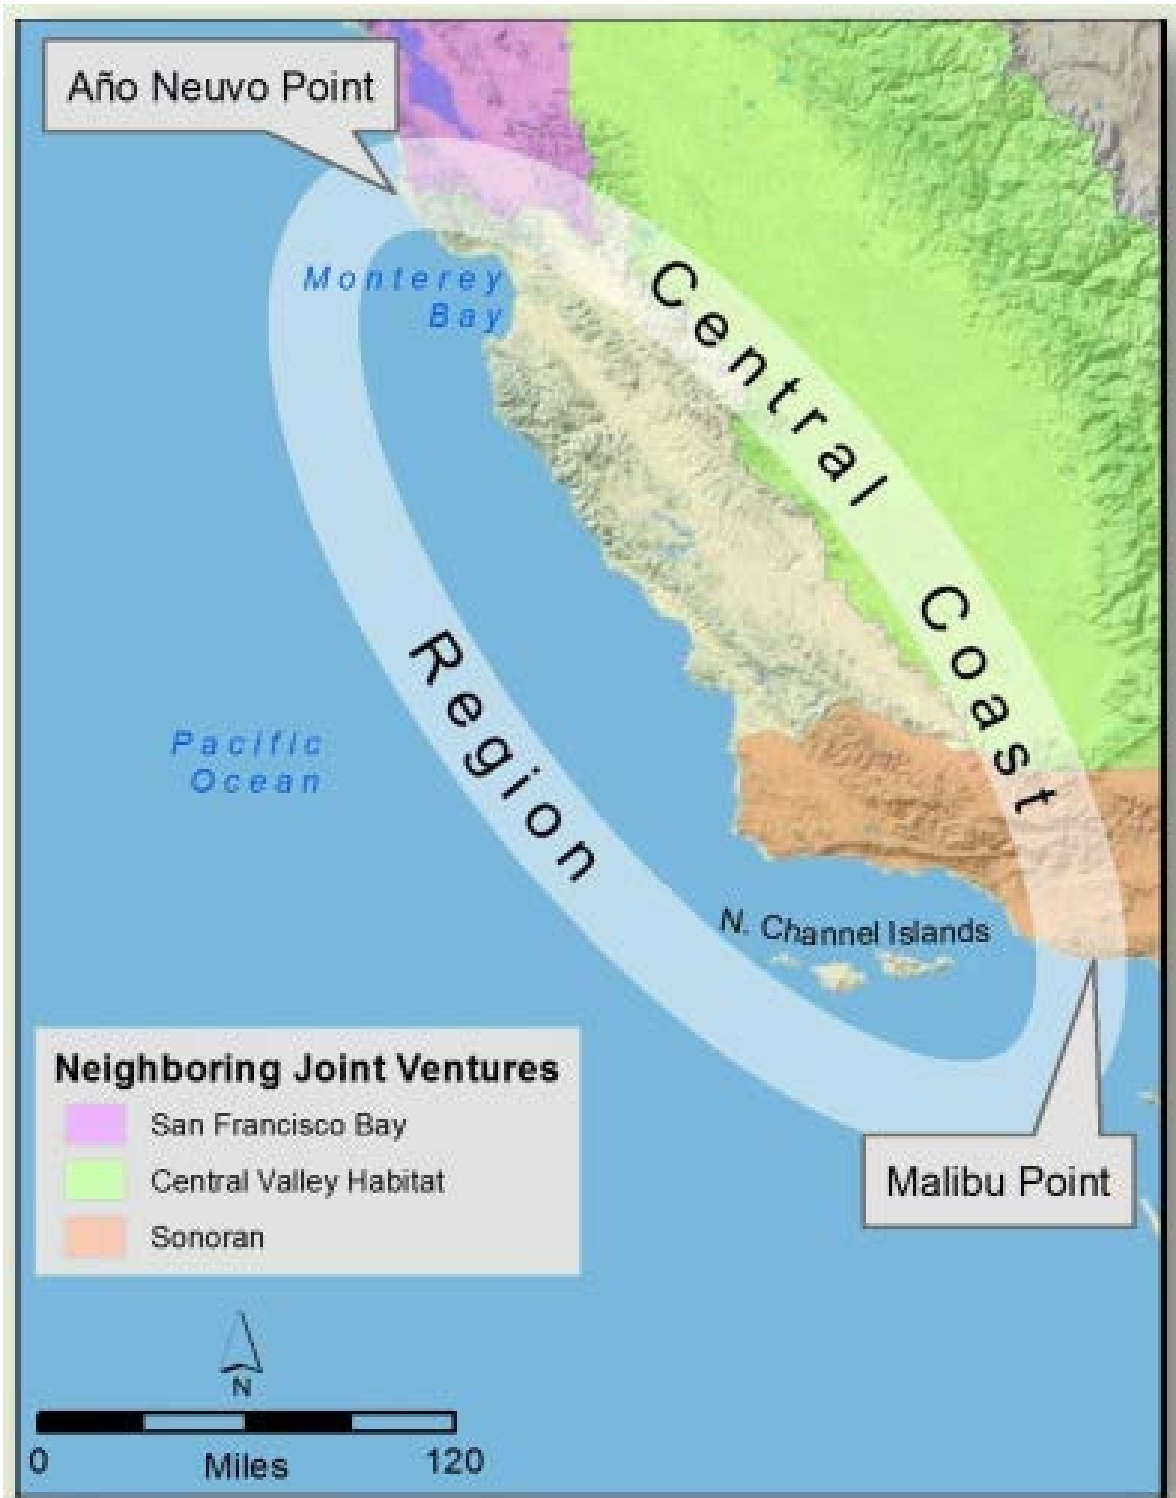 Año Neuvo Point
Monterey
Bay
Central Coast
Region
Pacific
Ocean
N. Channel Islands
Neighboring Joint Ventures
San Francisco Bay
Central Valley Habitat
Sonoran
Malibu Point
N
0 Miles 120